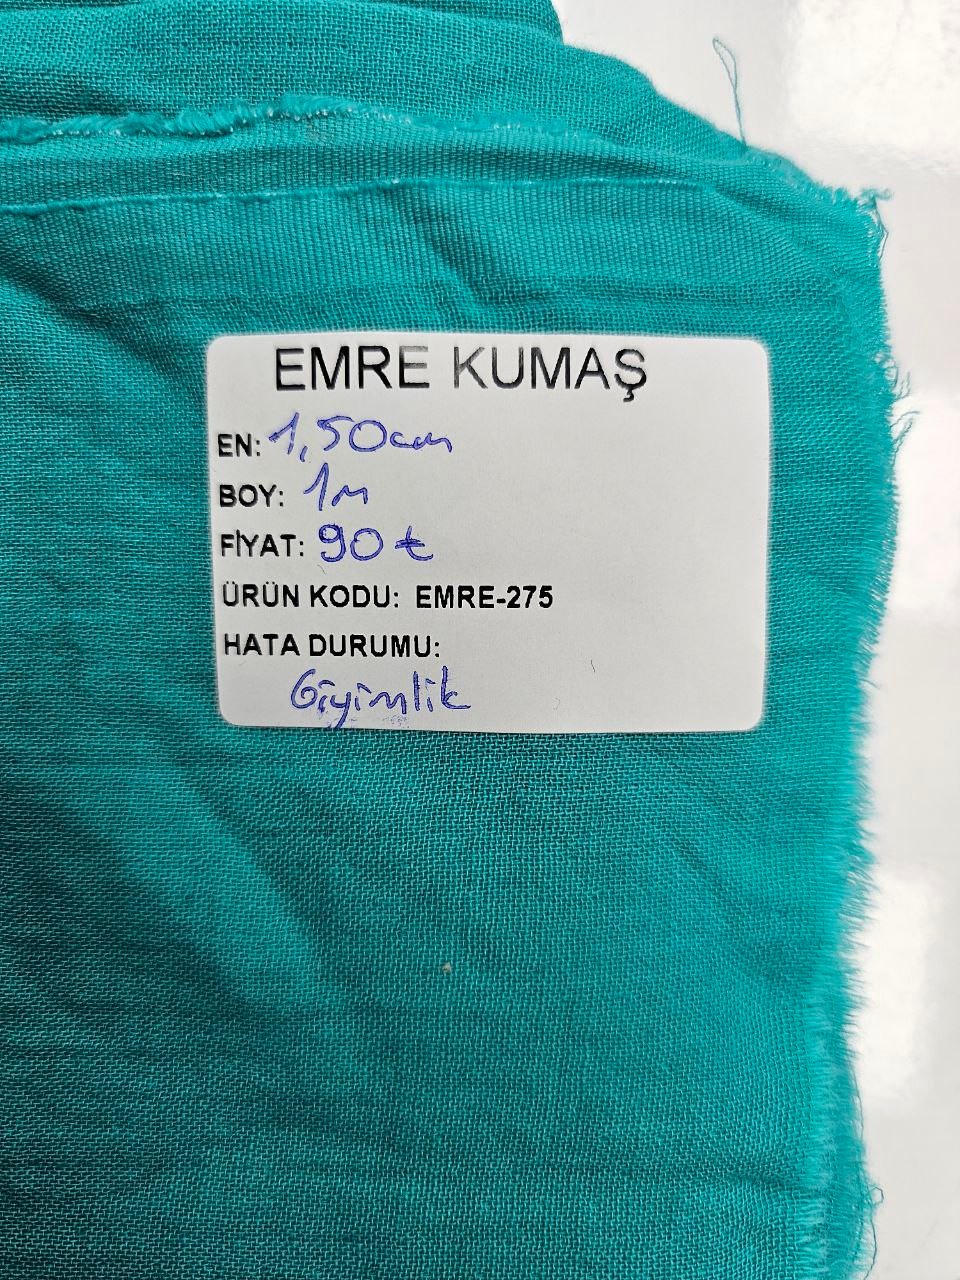 EMRE KUMAŞ
EN: 1,50cm
BOY: 1m
FİYAT: 90 ₺
ÜRÜN KODU: EMRE-275
HATA DURUMU:
Giyimlik